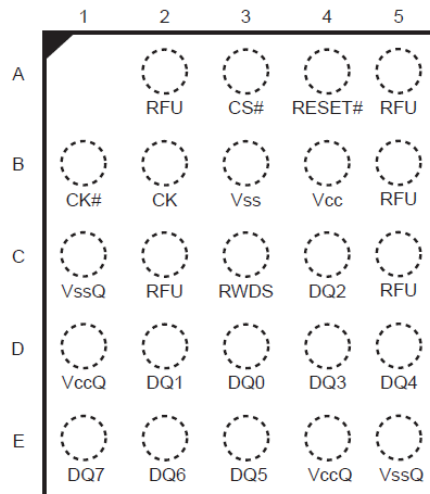 1 2 3 4 5
A
RFU CS# RESET# RFU
B
CK# CK Vss Vcc RFU
C
VssQ RFU RWDS DQ2 RFU
D
VccQ DQ1 DQ0 DQ3 DQ4
E
DQ7 DQ6 DQ5 VccQ VssQ